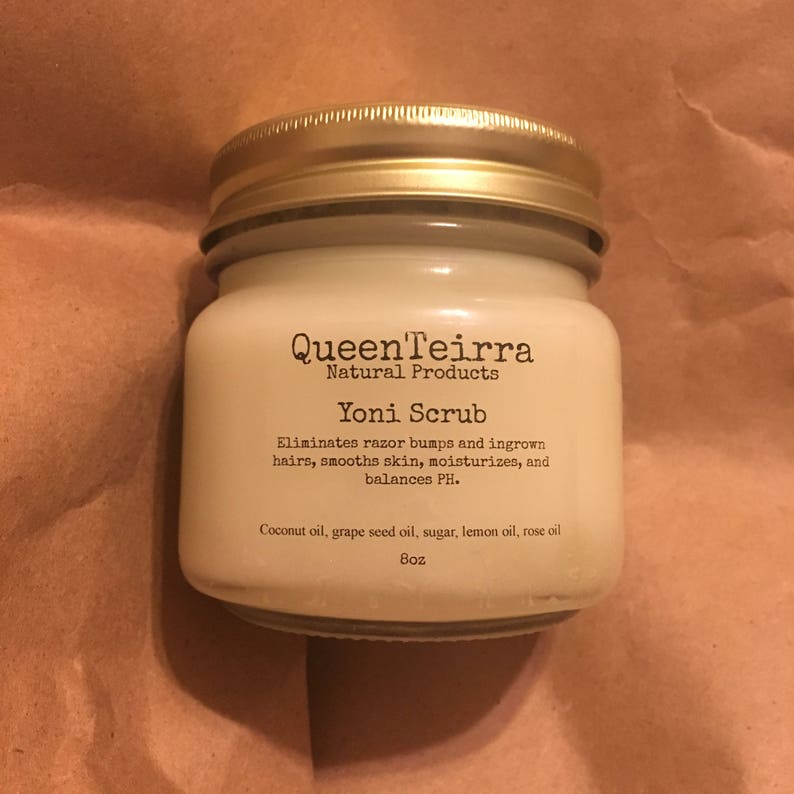 QueenTeirra
Natural Products
Yoni Scrub
Eliminates razor bumps and ingrown
hairs, smooths skin, moisturizes, and
balances PH.
Coconut oil, grape seed oil, sugar, lemon oil, rose oil
8oz